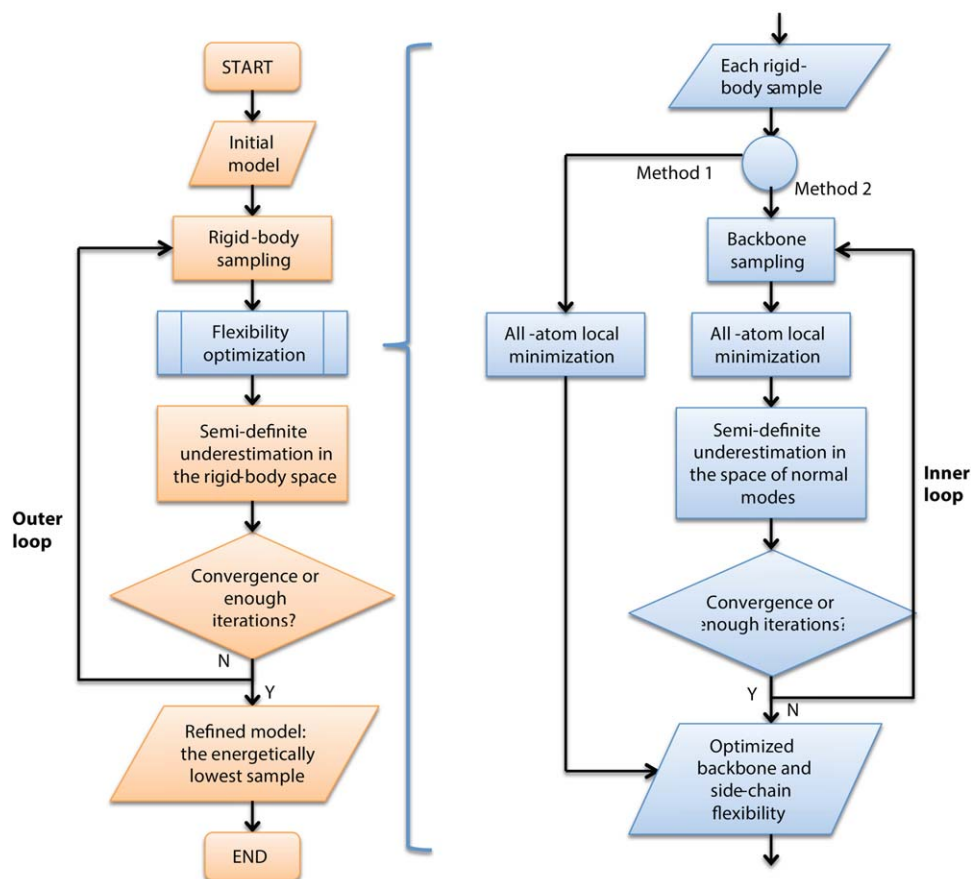 START
Initial
model
Rigid-body
sampling
Flexibility
optimization
Semi-definite
underestimation in
the rigid-body space
Outer
loop
Convergence or
enough
iterations?
N
Y
Refined model:
the energetically
lowest sample
END
Each rigid-
body sample
Method 1
Method 2
Backbone
sampling
All -atom local
minimization
All -atom local
minimization
Semi-definite
underestimation in
the space of normal
modes
Inner
loop
Convergence or
enough iterations?
Y
N
Optimized
backbone and
side-chain
flexibility